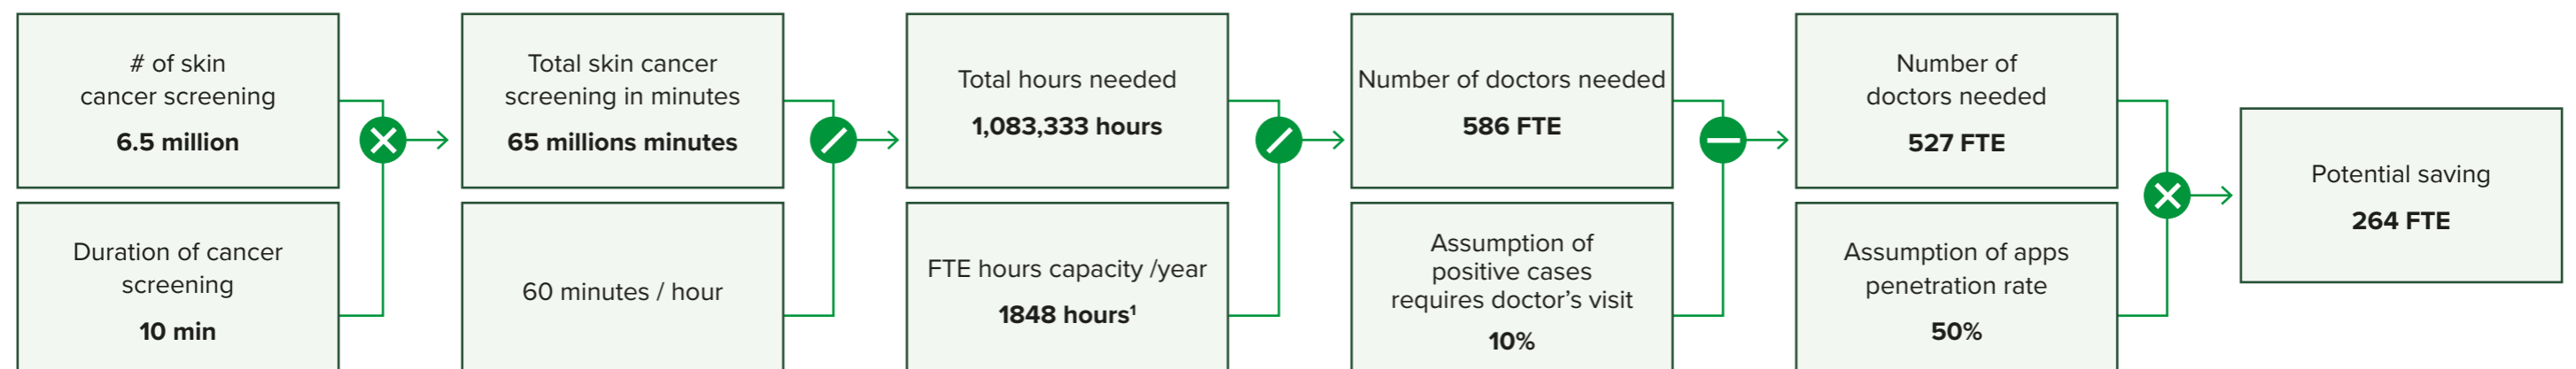 # of skin
cancer screening
6.5 million
Duration of cancer
screening
10 min
Total skin cancer
screening in minutes
65 millions minutes
60 minutes / hour
Total hours needed
1,083,333 hours
FTE hours capacity /year
1848 hours¹
Number of doctors needed
586 FTE
Assumption of
positive cases
requires doctor’s visit
10%
Number of
doctors needed
527 FTE
Assumption of apps
penetration rate
50%
Potential saving
264 FTE